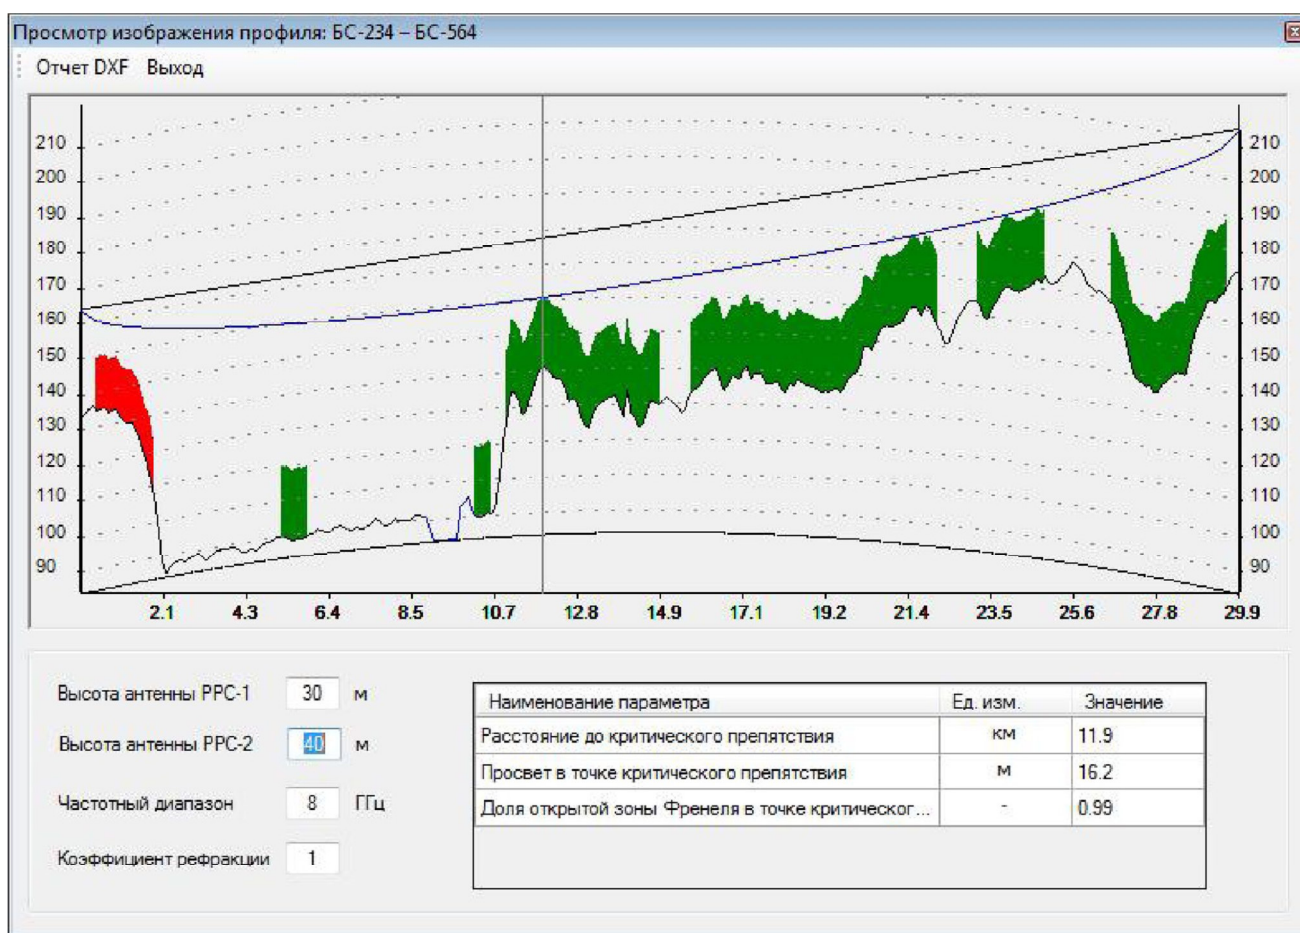 Просмотр изображения профиля: БС-234 – БС-564
Отчет DXF Выход
210 210
200 200
190 190
180 180
170 170
160 160
150 150
140 140
130 130
120 120
110 110
100 100
90 90
2.1 4.3 6.4 8.5 10.7 12.8 14.9 17.1 19.2 21.4 23.5 25.6 27.8 29.9
Высота антенны РРС-1 30 м
Высота антенны РРС-2 40 м
Частотный диапазон 8 ГГц
Коэффициент рефракции 1
Наименование параметра Ед. изм. Значение
Расстояние до критического препятствия км 11.9
Просвет в точке критического препятствия м 16.2
Доля открытой зоны Френеля в точке критическог... - 0.99